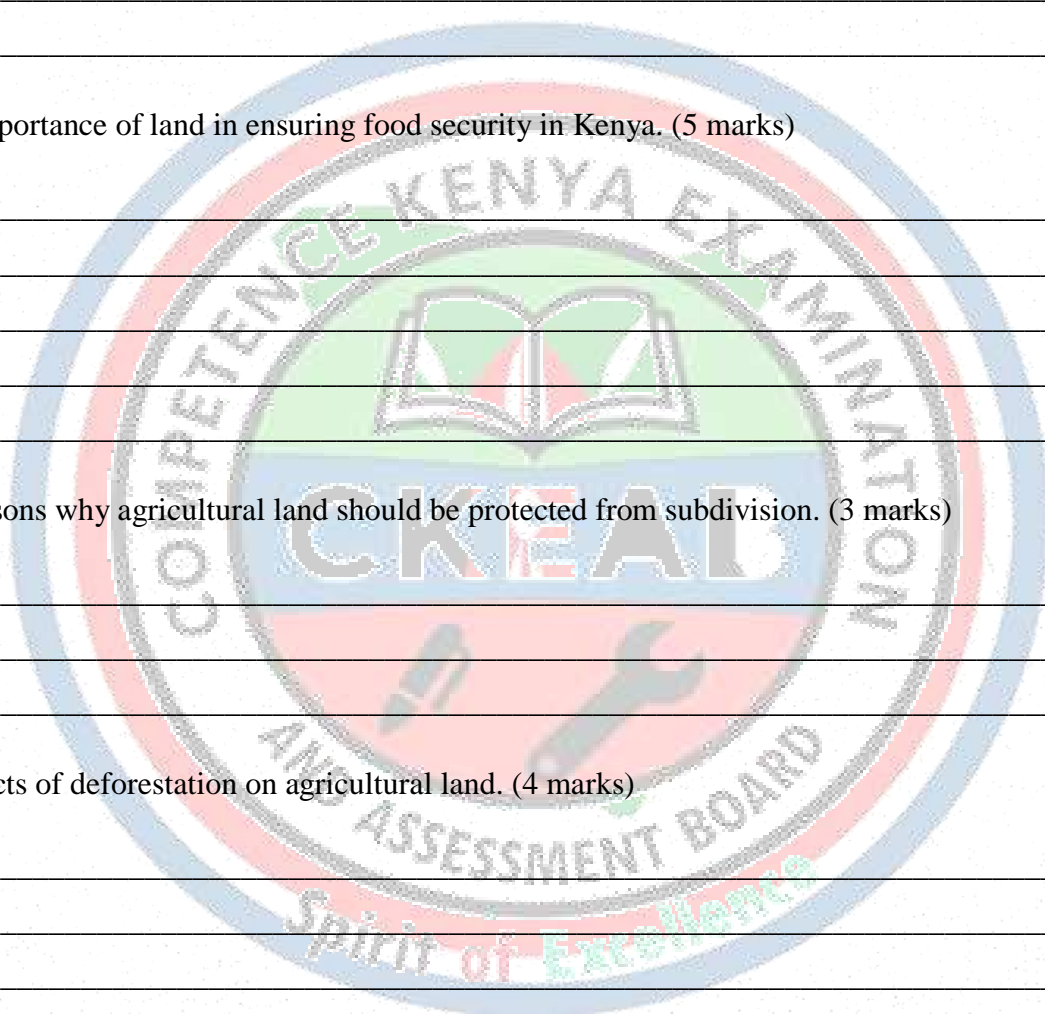 portance of land in ensuring food security in Kenya. (5 marks)
COMPETENCE KENYA EXAMINATION
sons why agricultural land should be protected from subdivision. (3 marks)
CKEAB
cts of deforestation on agricultural land. (4 marks)
AND ASSESSMENT BOARD
Spirit of Excellence